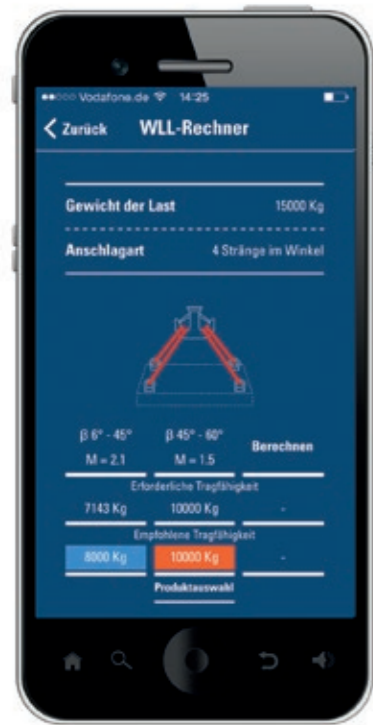 Vodafone.de 14:25
Zurück WLL-Rechner
Gewicht der Last 15000 Kg
Anschlagart 4 Stränge im Winkel
β 6° - 45° β 45° - 60° Berechnen
M = 2.1 M = 1.5
Erforderliche Tragfähigkeit
7143 Kg 10000 Kg -
Empfohlene Tragfähigkeit
8000 Kg 10000 Kg -
Produktauswahl